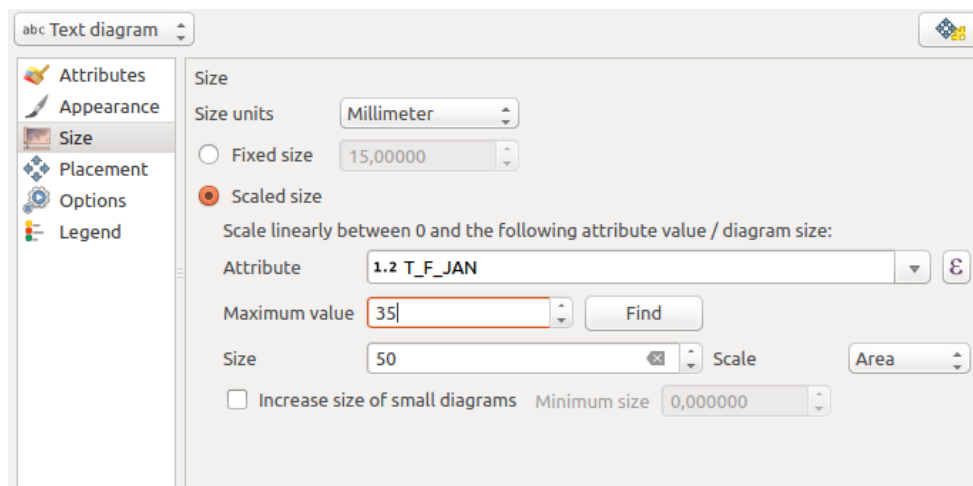 abc Text diagram
Attributes
Appearance
Size
Placement
Options
Legend
Size
Size units Millimeter
Fixed size 15,00000
Scaled size
Scale linearly between 0 and the following attribute value / diagram size:
Attribute 1.2 T_F_JAN ε
Maximum value 35 Find
Size 50 Scale Area
Increase size of small diagrams Minimum size 0,000000